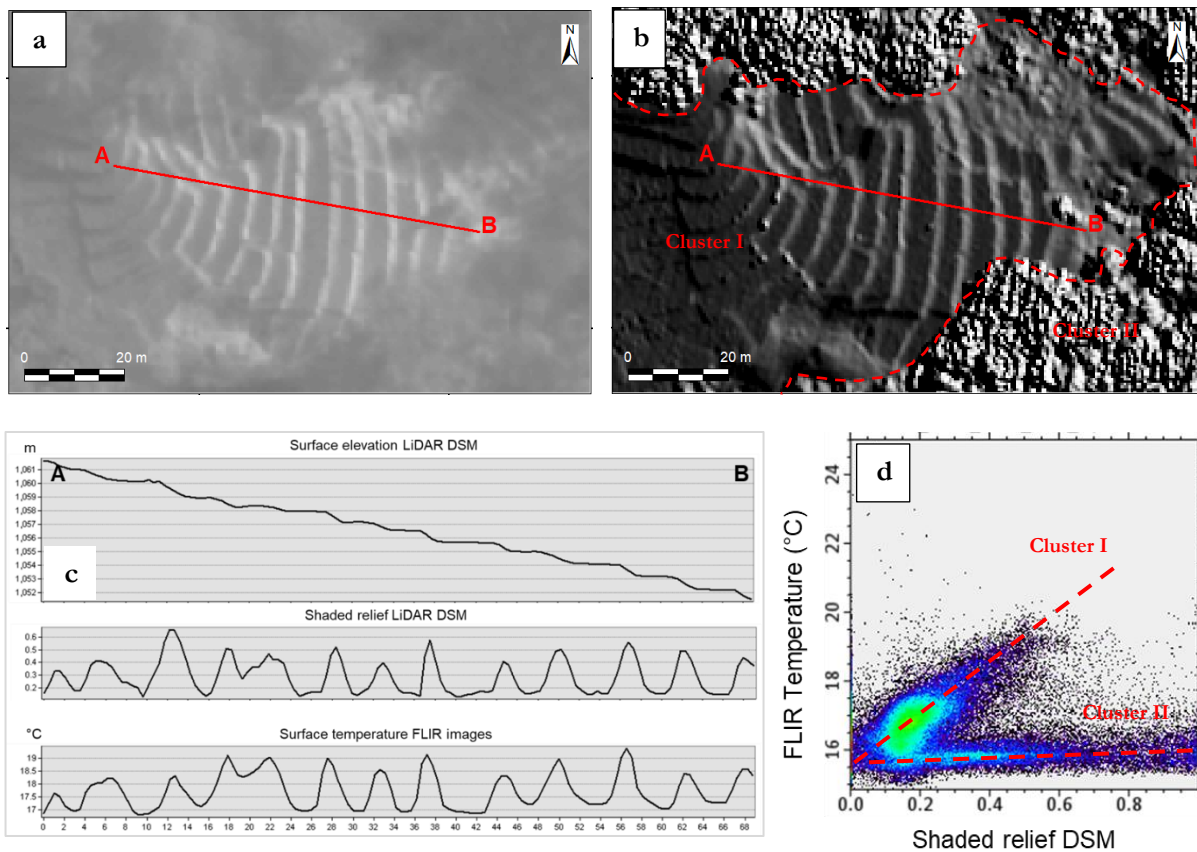 a
N
A
B
0 20 m
b
N
A
B
Cluster I
Cluster II
0 20 m
Surface elevation LiDAR DSM
m
A
B
1,061
1,060
1,059
1,057
1,056
1,055
1,053
1,052
c
Shaded relief LiDAR DSM
0.6
0.5
0.4
0.3
0.2
Surface temperature FLIR images
°C
19
18.5
18
17.5
17
0 2 4 6 8 10 12 14 16 18 20 22 24 26 28 30 32 34 36 38 40 42 44 46 48 50 52 54 56 58 60 62 64 66 68
d
FLIR Temperature (°C)
24
22
20
18
16
Cluster I
Cluster II
0.0 0.2 0.4 0.6 0.8
Shaded relief DSM